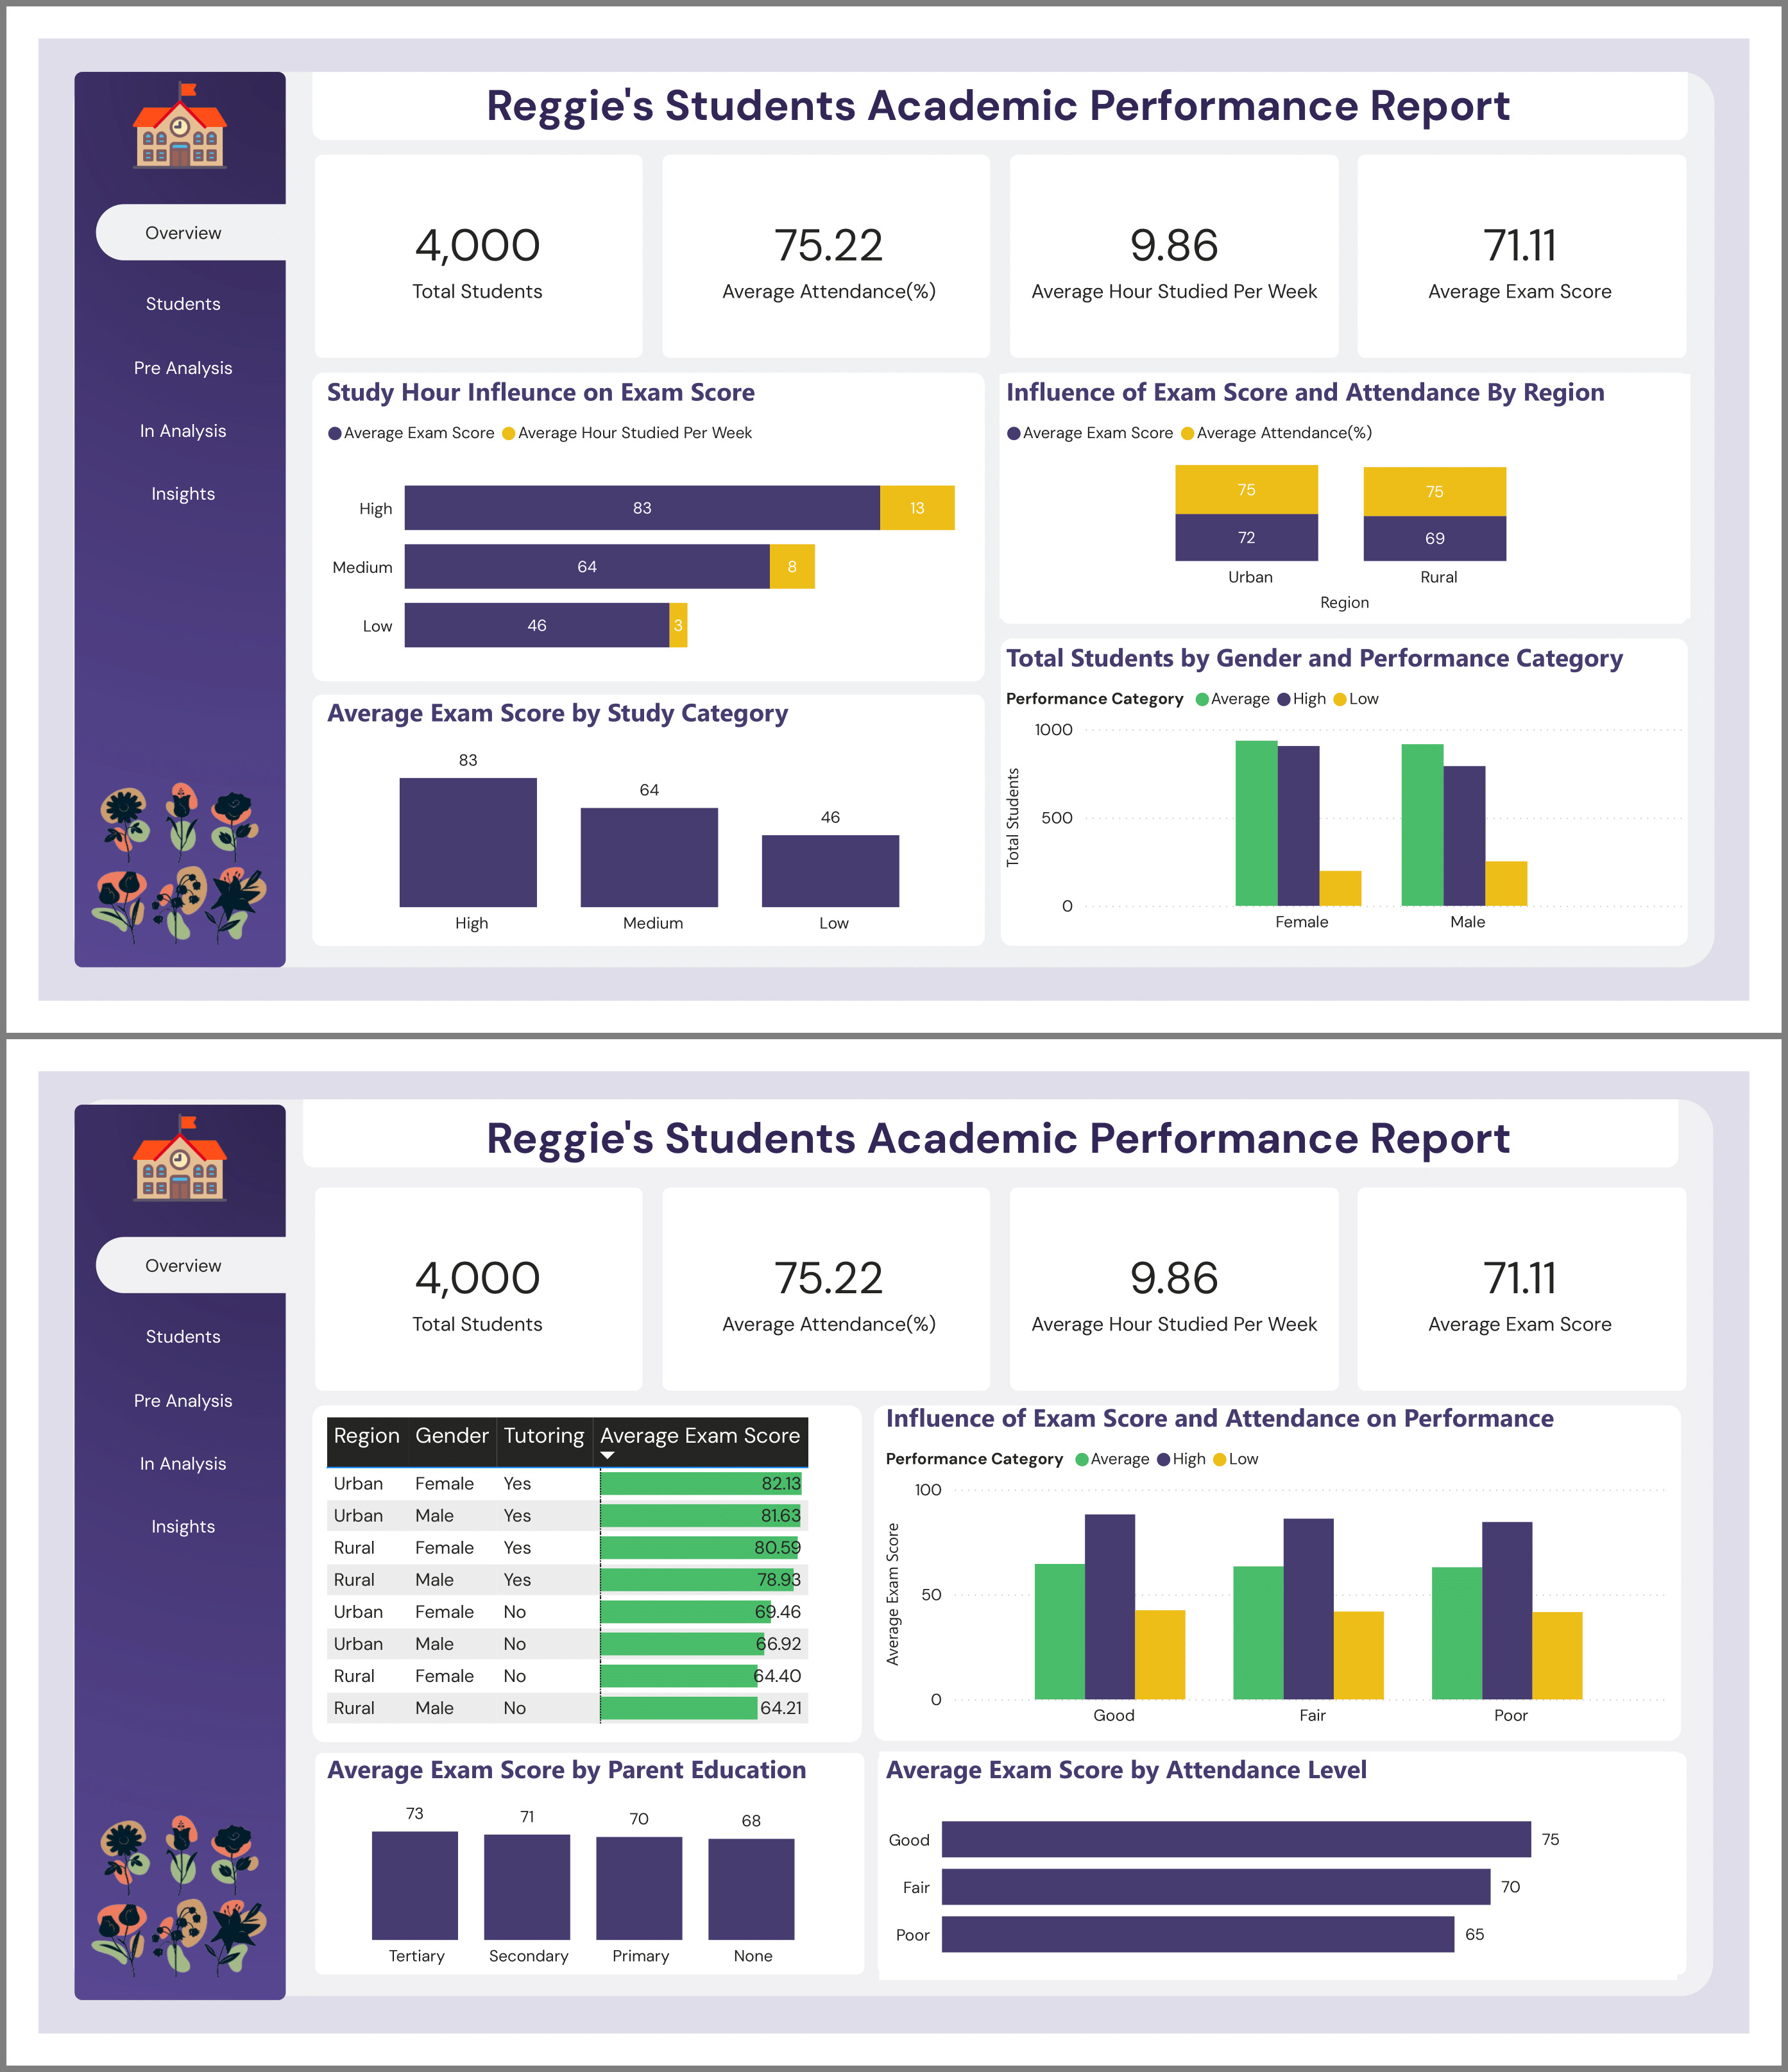 Reggie's Students Academic Performance Report
Overview
Students
Pre Analysis
In Analysis
Insights
4,000
Total Students
75.22
Average Attendance(%)
9.86
Average Hour Studied Per Week
71.11
Average Exam Score
Study Hour Infleunce on Exam Score
Average Exam Score Average Hour Studied Per Week
High 83 13
Medium 64 8
Low 46 3
Influence of Exam Score and Attendance By Region
Average Exam Score Average Attendance(%)
75 75
72 69
Urban Rural
Region
Average Exam Score by Study Category
83
64
46
High Medium Low
Total Students by Gender and Performance Category
Performance Category Average High Low
Total Students
1000
500
0
Female Male
Reggie's Students Academic Performance Report
Overview
Students
Pre Analysis
In Analysis
Insights
4,000
Total Students
75.22
Average Attendance(%)
9.86
Average Hour Studied Per Week
71.11
Average Exam Score
Region Gender Tutoring Average Exam Score
Urban Female Yes 82.13
Urban Male Yes 81.63
Rural Female Yes 80.59
Rural Male Yes 78.93
Urban Female No 69.46
Urban Male No 66.92
Rural Female No 64.40
Rural Male No 64.21
Influence of Exam Score and Attendance on Performance
Performance Category Average High Low
Average Exam Score
100
50
0
Good Fair Poor
Average Exam Score by Parent Education
73 71 70 68
Tertiary Secondary Primary None
Average Exam Score by Attendance Level
Good 75
Fair 70
Poor 65